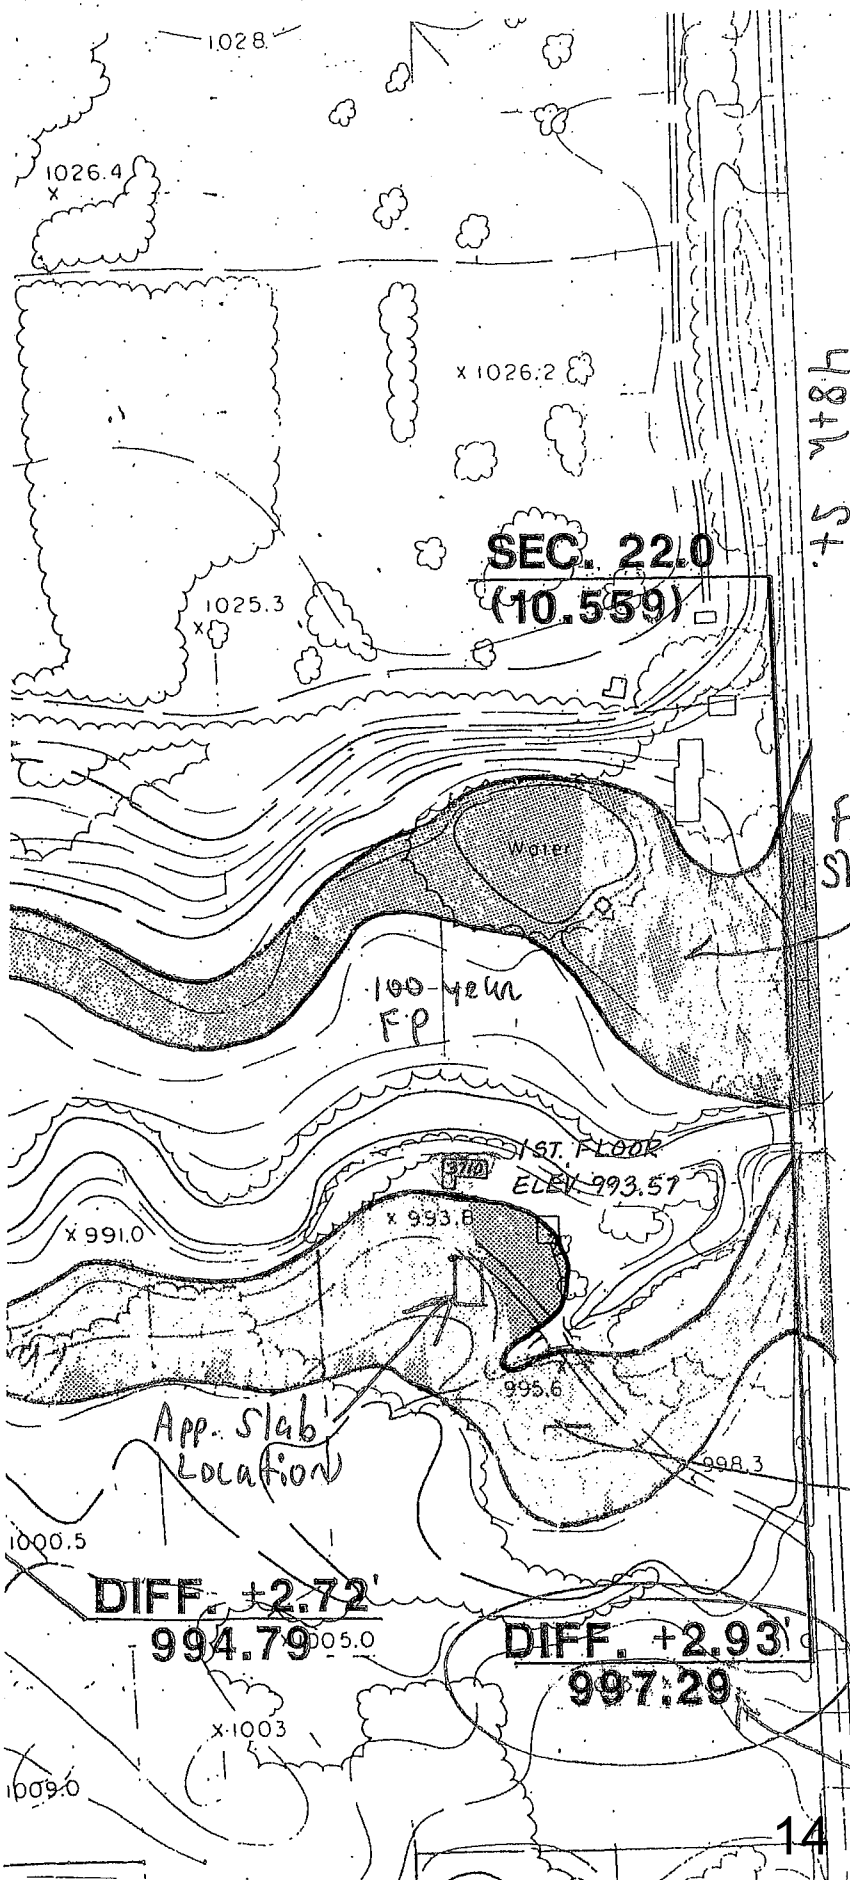 1028
1026.4
x
x 1026.2
48th St.
SEC. 22.0
(10.559)
1025.3
x
Water
100-year
F.P
3710
1ST. FLOOR
ELEV. 993.57
x 993.8
x 991.0
995.6
App. Slab
Location
998.3
1000.5
DIFF. +2.72'
994.79
1005.0
DIFF. +2.93'
997.29
x 1003
1009.0
14